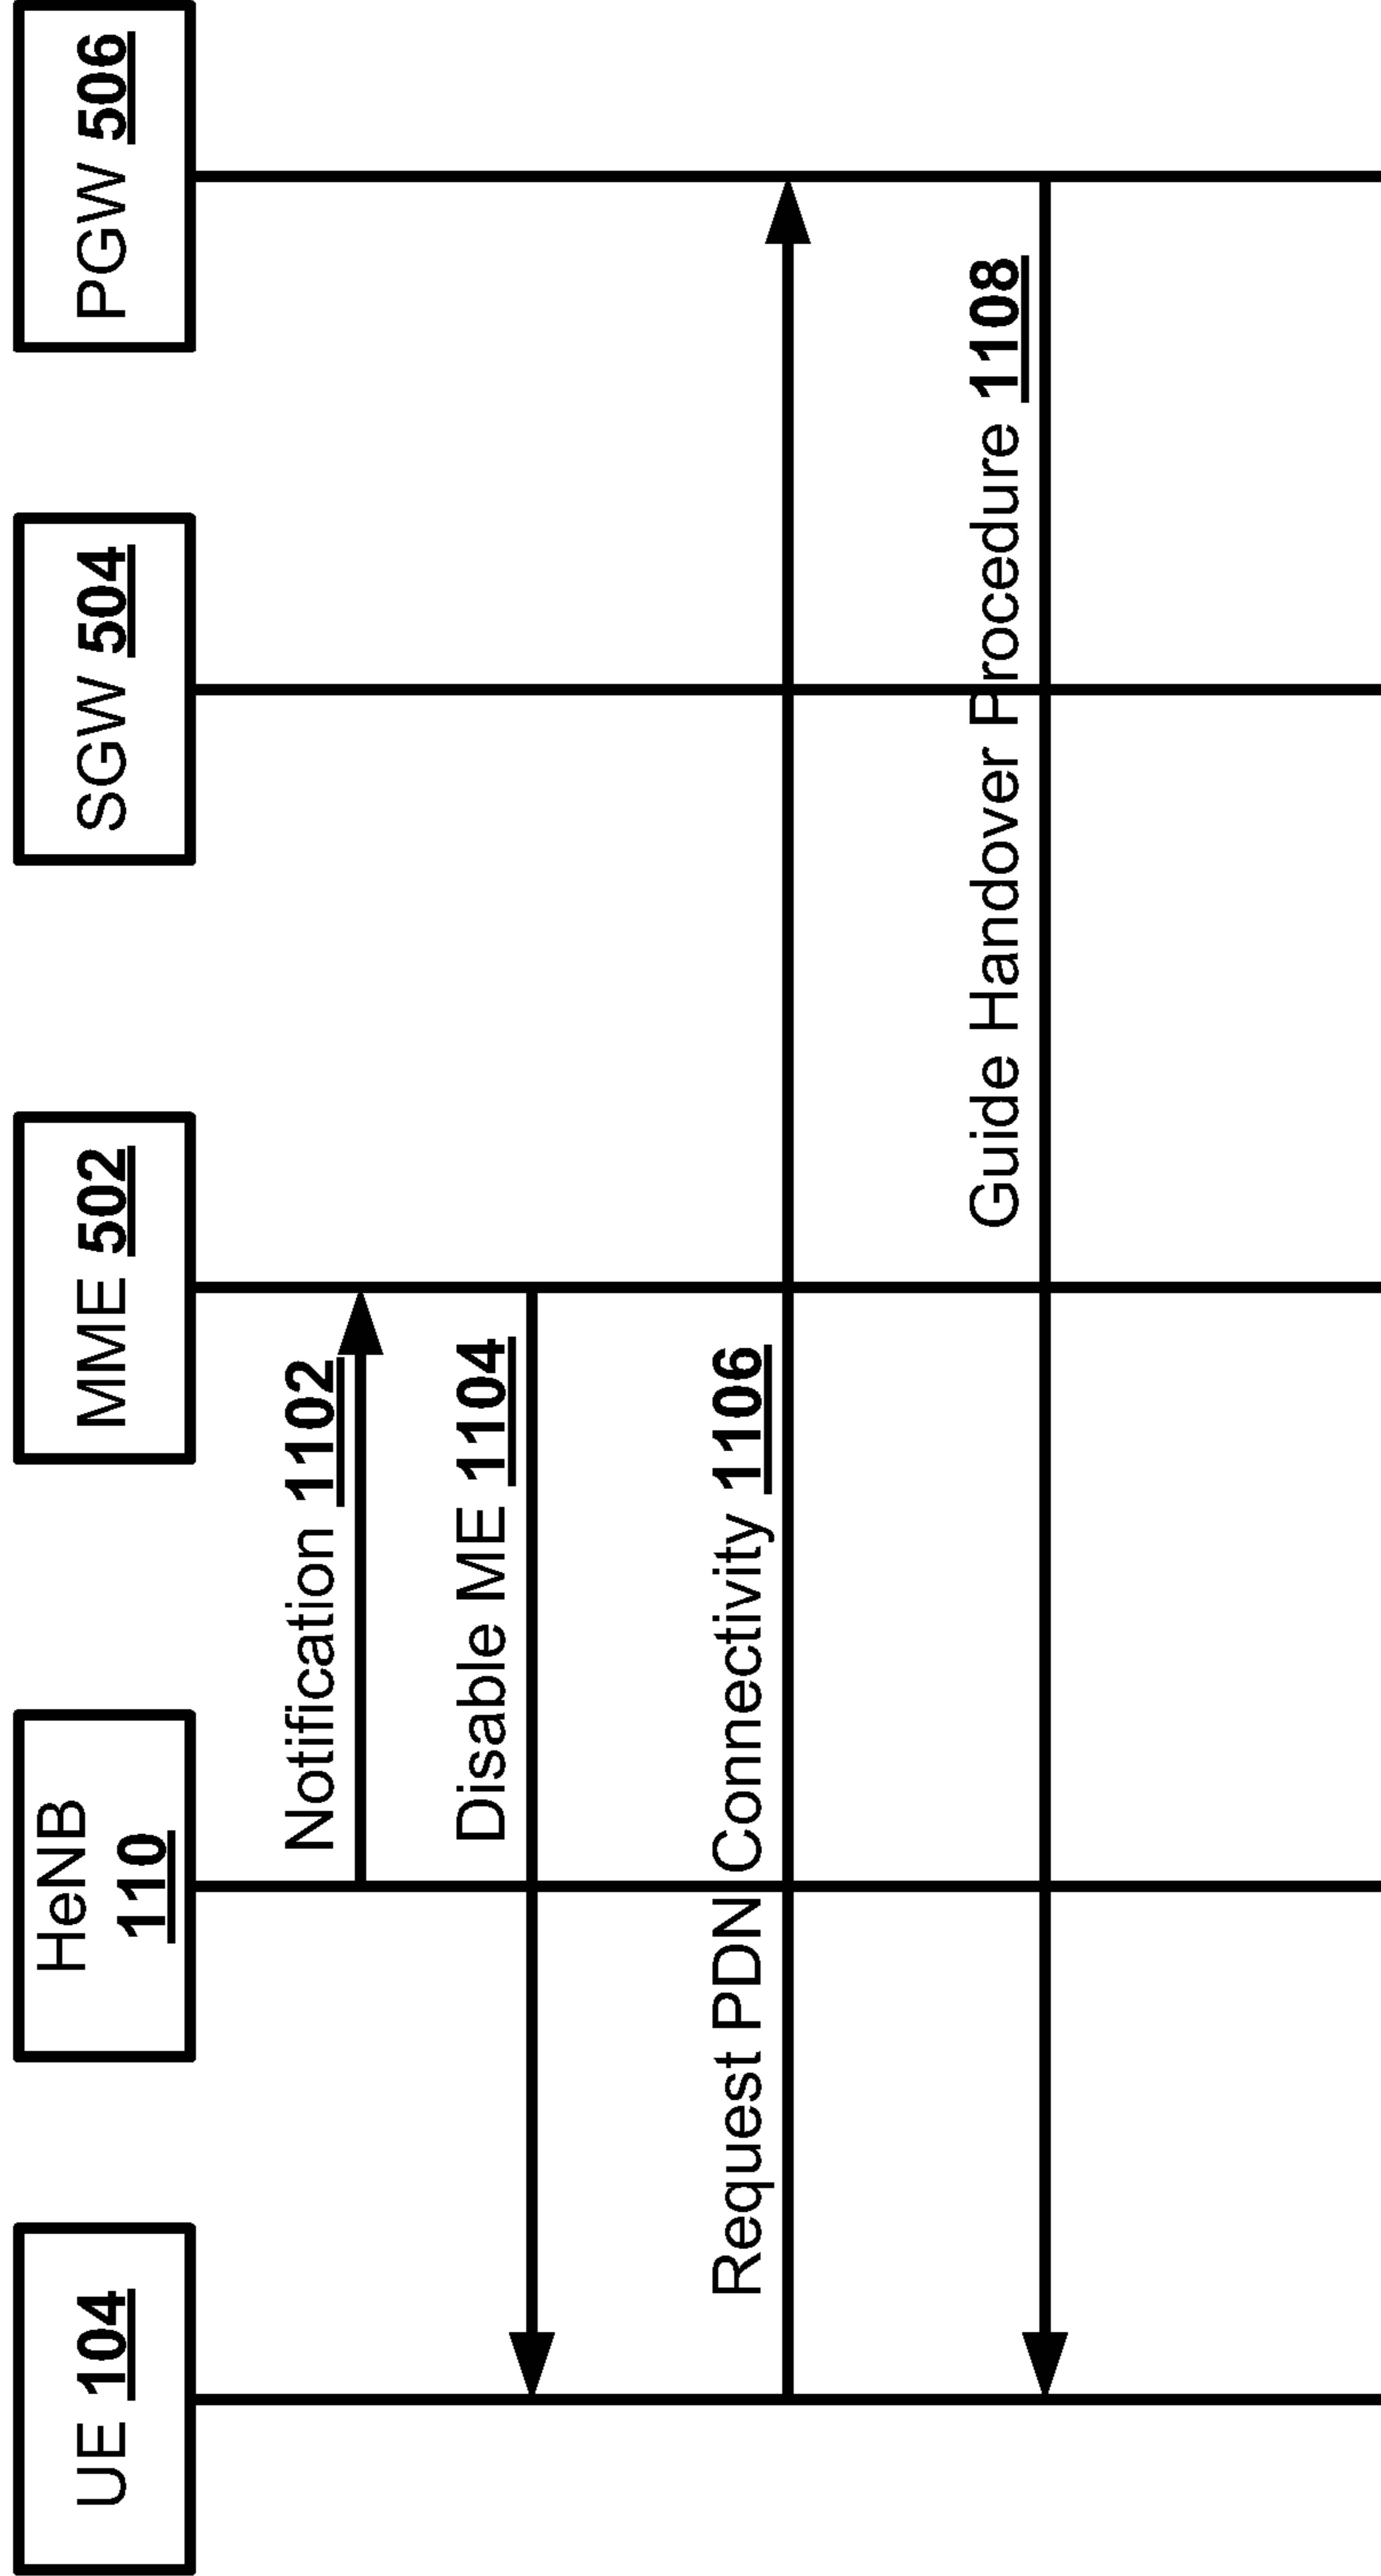 UE 104
HeNB
110
MME 502
SGW 504
PGW 506
Notification 1102
Disable ME 1104
Request PDN Connectivity 1106
Guide Handover Procedure 1108